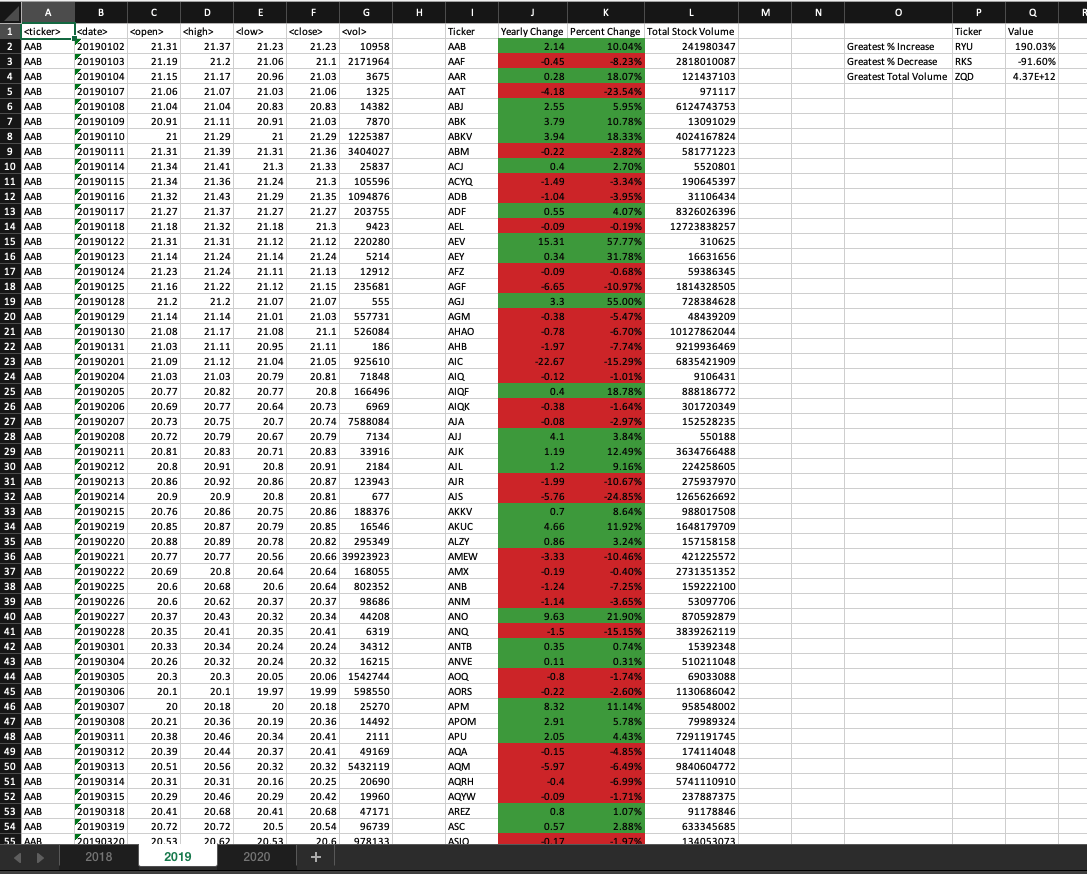 A B C D E F G H I J K L M N O P Q R
1 <ticker> <date> <open> <high> <low> <close> <vol> Ticker Yearly Change Percent Change Total Stock Volume Ticker Value
2 AAB 20190102 21.31 21.37 21.23 21.23 10958 AAB 2.14 10.04% 241980347 Greatest % Increase RYU 190.03%
3 AAB 20190103 21.19 21.2 21.06 21.1 2171964 AAF -0.45 -8.23% 2818010087 Greatest % Decrease RKS -91.60%
4 AAB 20190104 21.15 21.17 20.96 21.03 3675 AAR 0.28 18.07% 121437103 Greatest Total Volume ZQD 4.37E+12
5 AAB 20190107 21.06 21.07 21.03 21.06 1325 AAT -4.18 -23.54% 971117
6 AAB 20190108 21.04 21.04 20.83 20.83 14382 ABJ 2.55 5.95% 6124743753
7 AAB 20190109 20.91 21.11 20.91 21.03 7870 ABK 3.79 10.78% 13091029
8 AAB 20190110 21 21.29 21 21.29 1225387 ABKV 3.94 18.33% 4024167824
9 AAB 20190111 21.31 21.39 21.31 21.36 3404027 ABM -0.22 -2.82% 581771223
10 AAB 20190114 21.34 21.41 21.3 21.33 25837 ACJ 0.4 2.70% 5520801
11 AAB 20190115 21.34 21.36 21.24 21.3 105596 ACYQ -1.49 -3.34% 190645397
12 AAB 20190116 21.32 21.43 21.29 21.35 1094876 ADB -1.04 -3.95% 31106434
13 AAB 20190117 21.27 21.37 21.27 21.27 203755 ADF 0.55 4.07% 8326026396
14 AAB 20190118 21.18 21.32 21.18 21.3 9423 AEL -0.09 -0.19% 12723838257
15 AAB 20190122 21.31 21.31 21.12 21.12 220280 AEV 15.31 57.77% 310625
16 AAB 20190123 21.14 21.24 21.14 21.24 5214 AEY 0.34 31.78% 16631656
17 AAB 20190124 21.23 21.24 21.11 21.13 12912 AFZ -0.09 -0.68% 59386345
18 AAB 20190125 21.16 21.22 21.12 21.15 235681 AGF -6.65 -10.97% 1814328505
19 AAB 20190128 21.2 21.2 21.07 21.07 555 AGJ 3.3 55.00% 728384628
20 AAB 20190129 21.14 21.14 21.01 21.03 557731 AGM -0.38 -5.47% 48439209
21 AAB 20190130 21.08 21.17 21.08 21.1 526084 AHAO -0.78 -6.70% 10127862044
22 AAB 20190131 21.03 21.11 20.95 21.11 186 AHB -1.97 -7.74% 9219936469
23 AAB 20190201 21.09 21.12 21.04 21.05 925610 AIC -22.67 -15.29% 6835421909
24 AAB 20190204 21.03 21.03 20.79 20.81 71848 AIQ -0.12 -1.01% 9106431
25 AAB 20190205 20.77 20.82 20.77 20.8 166496 AIQF 0.4 18.78% 888186772
26 AAB 20190206 20.69 20.77 20.64 20.73 6969 AIQK -0.38 -1.64% 301720349
27 AAB 20190207 20.73 20.75 20.7 20.74 7588084 AJA -0.08 -2.97% 152528235
28 AAB 20190208 20.72 20.79 20.67 20.79 7134 AJJ 4.1 3.84% 550188
29 AAB 20190211 20.81 20.83 20.71 20.83 33916 AJK 1.19 12.49% 3634766488
30 AAB 20190212 20.8 20.91 20.8 20.91 2184 AJL 1.2 9.16% 224258605
31 AAB 20190213 20.86 20.92 20.86 20.87 123943 AJR -1.99 -10.67% 275937970
32 AAB 20190214 20.9 20.9 20.8 20.81 677 AJS -5.76 -24.85% 1265626692
33 AAB 20190215 20.76 20.86 20.75 20.86 188376 AKKV 0.7 8.64% 988017508
34 AAB 20190219 20.85 20.87 20.79 20.85 16546 AKUC 4.66 11.92% 1648179709
35 AAB 20190220 20.88 20.89 20.78 20.82 295349 ALZY 0.86 3.24% 157158158
36 AAB 20190221 20.77 20.77 20.56 20.66 39923923 AMEW -3.33 -10.46% 421225572
37 AAB 20190222 20.69 20.8 20.64 20.64 168055 AMX -0.19 -0.40% 2731351352
38 AAB 20190225 20.6 20.68 20.6 20.64 802352 ANB -1.24 -7.25% 159222100
39 AAB 20190226 20.6 20.62 20.37 20.37 98686 ANM -1.14 -3.65% 53097706
40 AAB 20190227 20.37 20.43 20.32 20.34 44208 ANO 9.63 21.90% 870592879
41 AAB 20190228 20.35 20.41 20.35 20.41 6319 ANQ -1.5 -15.15% 3839262119
42 AAB 20190301 20.33 20.34 20.24 20.24 34312 ANTB 0.35 0.74% 15392348
43 AAB 20190304 20.26 20.32 20.24 20.32 16215 ANVE 0.11 0.31% 510211048
44 AAB 20190305 20.3 20.3 20.05 20.06 1542744 AOQ -0.8 -1.74% 69033088
45 AAB 20190306 20.1 20.1 19.97 19.99 598550 AORS -0.22 -2.60% 1130686042
46 AAB 20190307 20 20.18 20 20.18 25270 APM 8.32 11.14% 958548002
47 AAB 20190308 20.21 20.36 20.19 20.36 14492 APOM 2.91 5.78% 79989324
48 AAB 20190311 20.38 20.46 20.34 20.41 2111 APU 2.05 4.43% 7291191745
49 AAB 20190312 20.39 20.44 20.37 20.41 49169 AQA -0.15 -4.85% 174114048
50 AAB 20190313 20.51 20.56 20.32 20.32 5432119 AQM -5.97 -6.49% 9840604772
51 AAB 20190314 20.31 20.31 20.16 20.25 20690 AQRH -0.4 -6.99% 5741110910
52 AAB 20190315 20.29 20.46 20.29 20.42 19960 AQYW -0.09 -1.71% 237887375
53 AAB 20190318 20.41 20.68 20.41 20.68 47171 AREZ 0.8 1.07% 91178846
54 AAB 20190319 20.72 20.72 20.5 20.54 96739 ASC 0.57 2.88% 633345685
55 AAB 20190320 20.53 20.62 20.53 20.6 978133 ASIO -0.17 -1.97% 134053073
2018 2019 2020 +